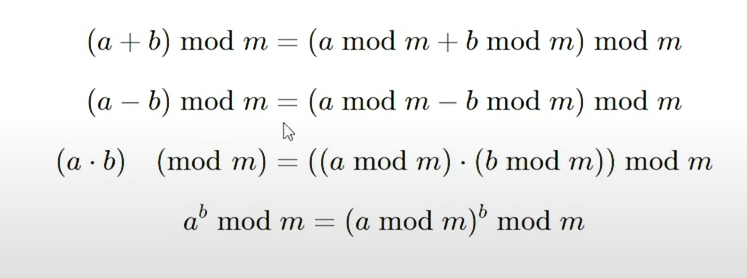 (a + b) mod m = (a mod m + b mod m) mod m
(a − b) mod m = (a mod m − b mod m) mod m
(a · b) (mod m) = ((a mod m) · (b mod m)) mod m
a^b mod m = (a mod m)^b mod m